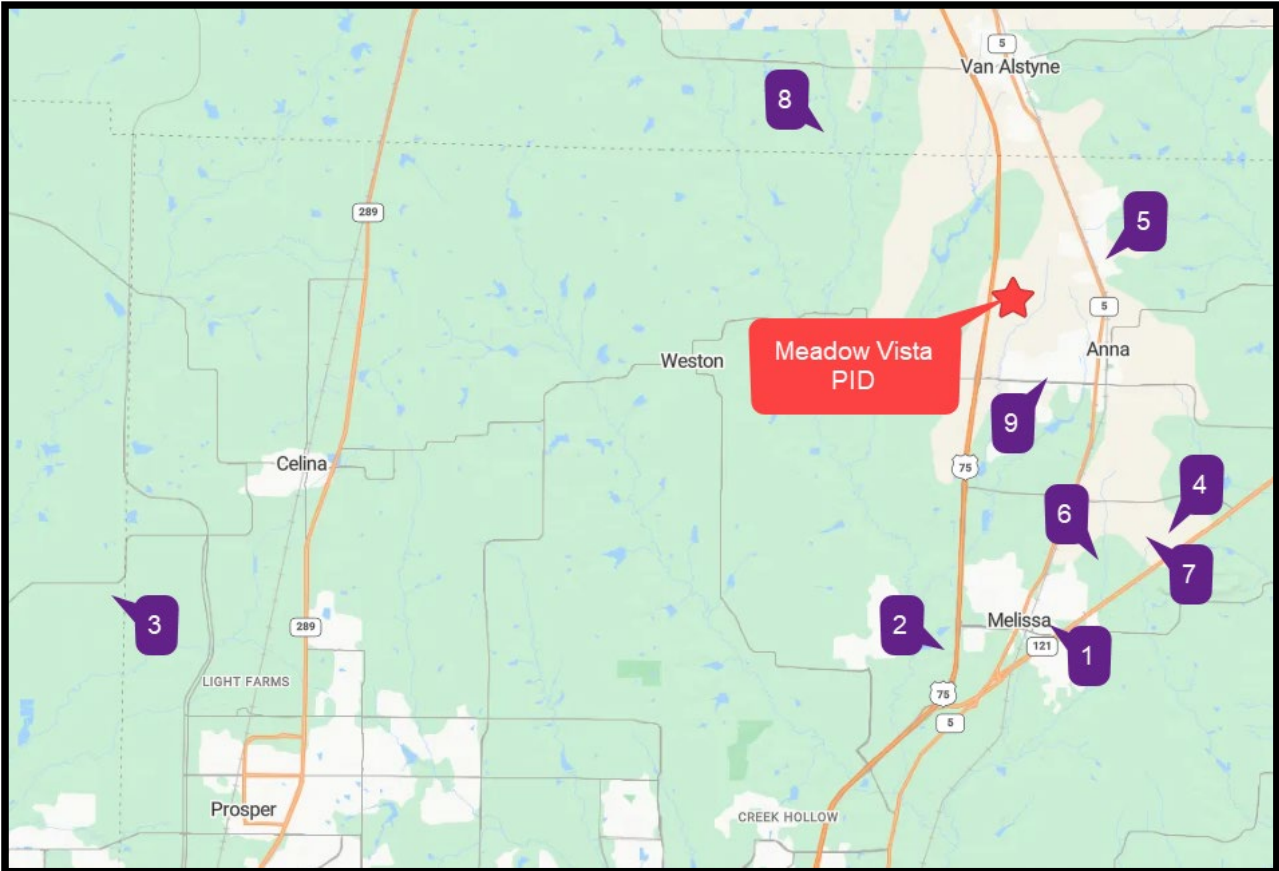 5
Van Alstyne
8
289
5
5
Meadow Vista
PID
Anna
Weston
9
Celina
75
4
6
7
3
289
2
Melissa
121
1
LIGHT FARMS
75
5
Prosper
CREEK HOLLOW